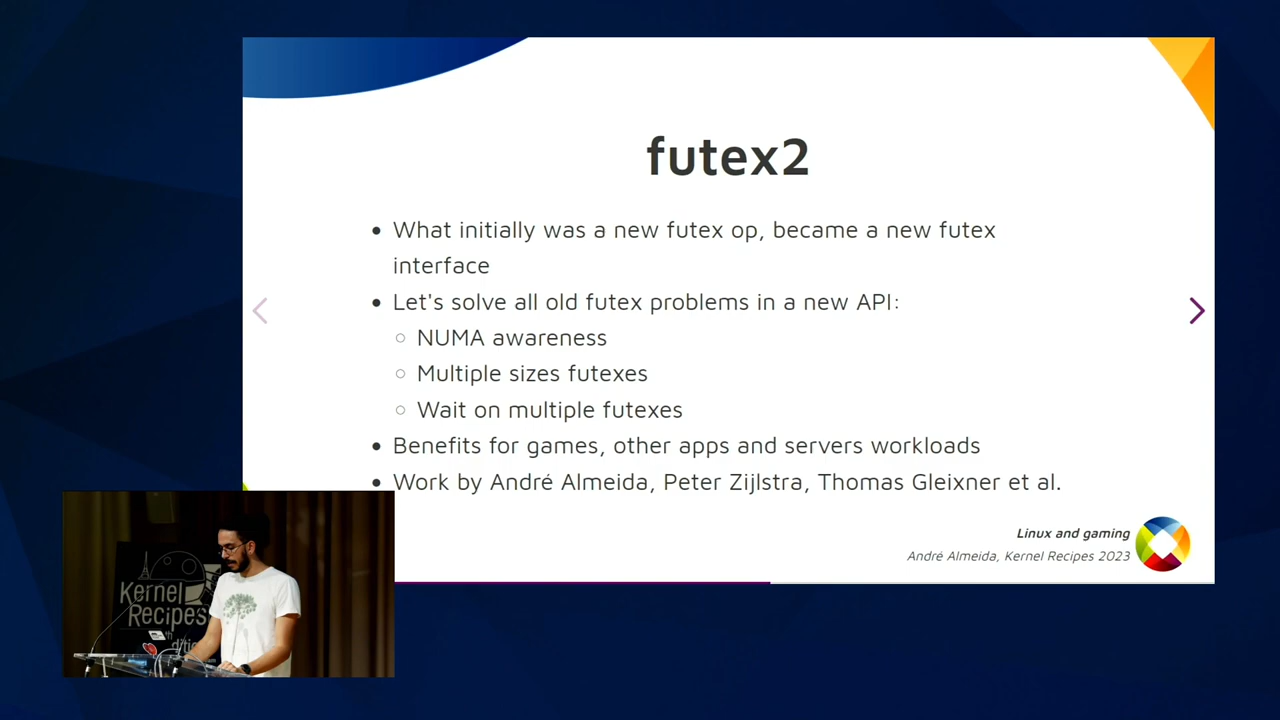 futex2
What initially was a new futex op, became a new futex
interface
Let's solve all old futex problems in a new API:
NUMA awareness
Multiple sizes futexes
Wait on multiple futexes
Benefits for games, other apps and servers workloads
Work by André Almeida, Peter Zijlstra, Thomas Gleixner et al.
Linux and gaming
André Almeida, Kernel Recipes 2023
Kernel
Recipes